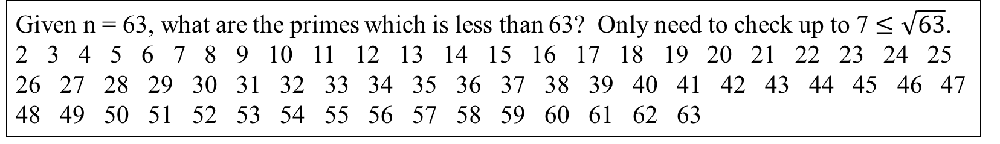 Given n = 63, what are the primes which is less than 63? Only need to check up to 7 ≤ √63.
2 3 4 5 6 7 8 9 10 11 12 13 14 15 16 17 18 19 20 21 22 23 24 25
26 27 28 29 30 31 32 33 34 35 36 37 38 39 40 41 42 43 44 45 46 47
48 49 50 51 52 53 54 55 56 57 58 59 60 61 62 63